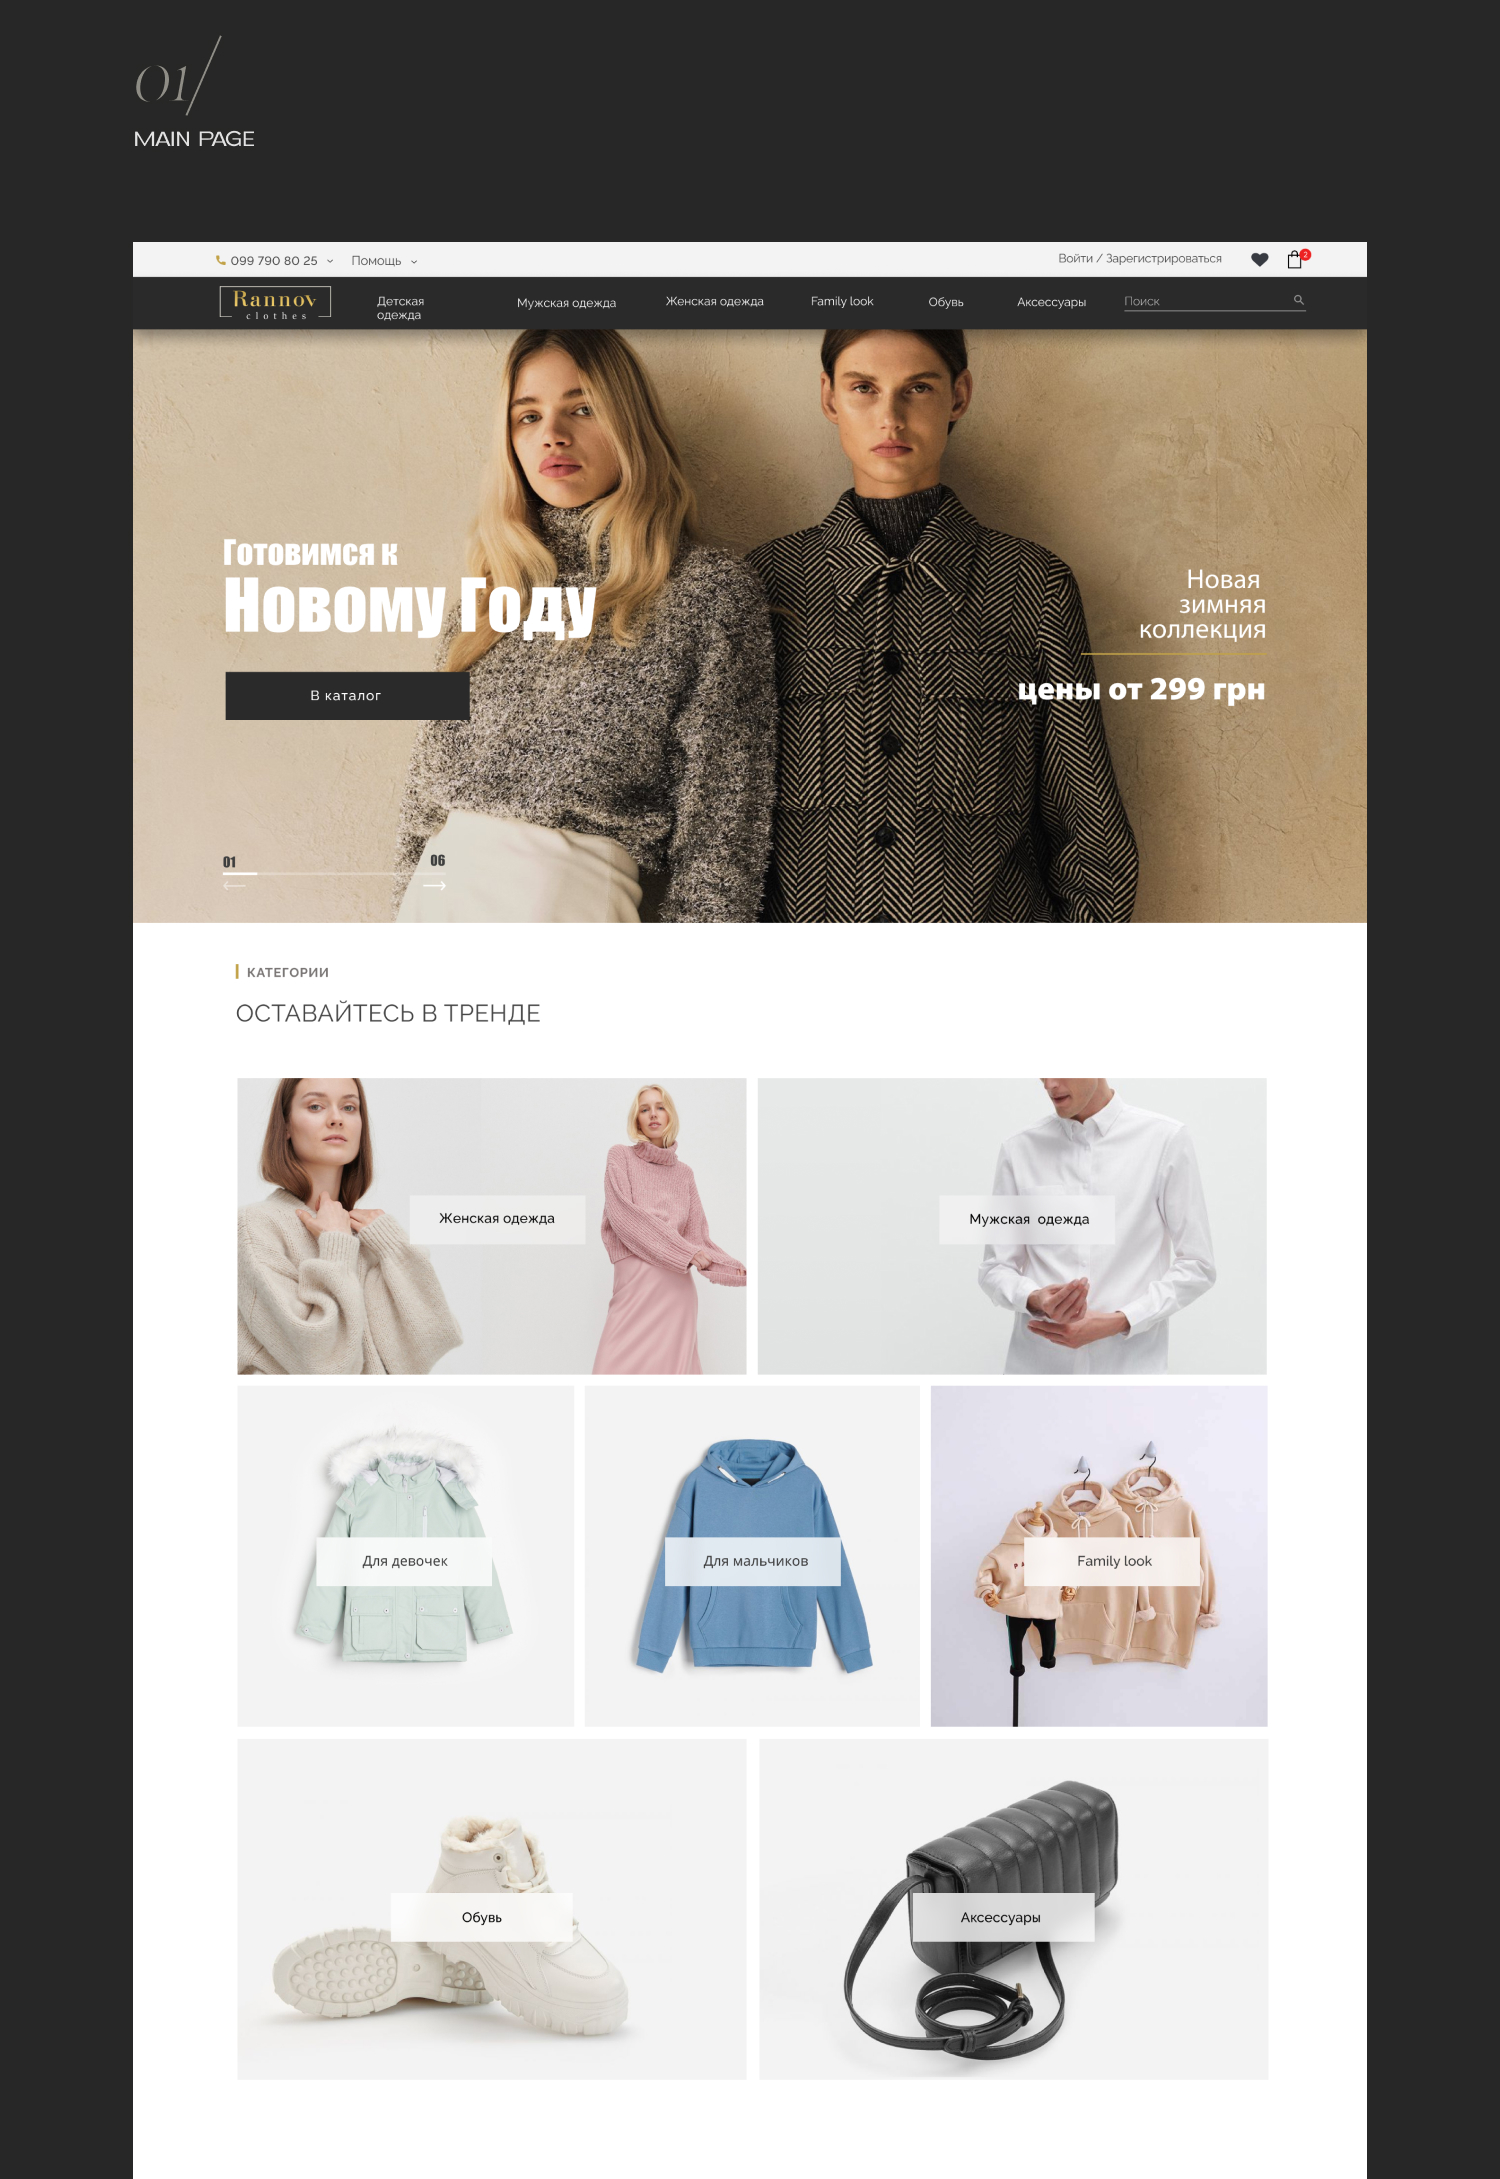 01/
MAIN PAGE
099 790 80 25
Помощь
Войти / Зарегистрироваться
2
Rannov
clothes
Детская
одежда
Мужская одежда
Женская одежда
Family look
Обувь
Аксессуары
Поиск
Готовимся к
Новому Году
В каталог
Новая
зимняя
коллекция
цены от 299 грн
01
06
КАТЕГОРИИ
ОСТАВАЙТЕСЬ В ТРЕНДЕ
Женская одежда
Мужская одежда
Для девочек
Для мальчиков
Family look
Обувь
Аксессуары